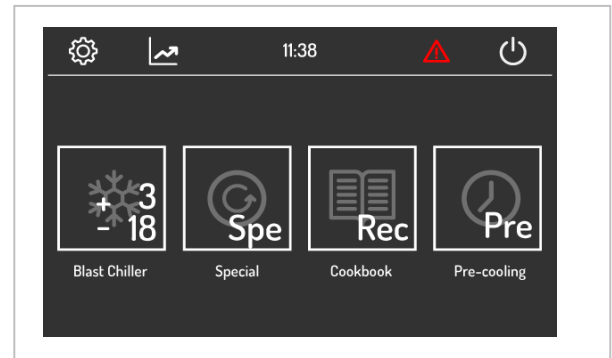 11:38
+3
-18
Spe
Rec
Pre
Blast Chiller
Special
Cookbook
Pre-cooling